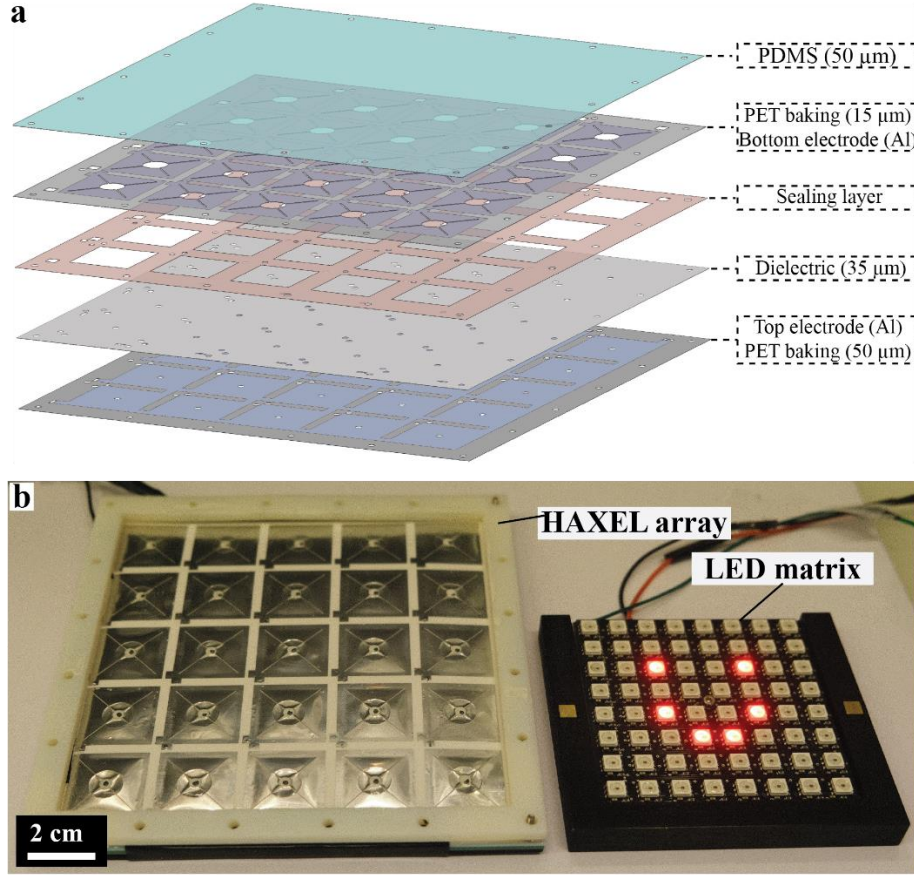 a
PDMS (50 µm)
PET baking (15 µm)
Bottom electrode (Al)
Sealing layer
Dielectric (35 µm)
Top electrode (Al)
PET baking (50 µm)
b
HAXEL array
LED matrix
2 cm